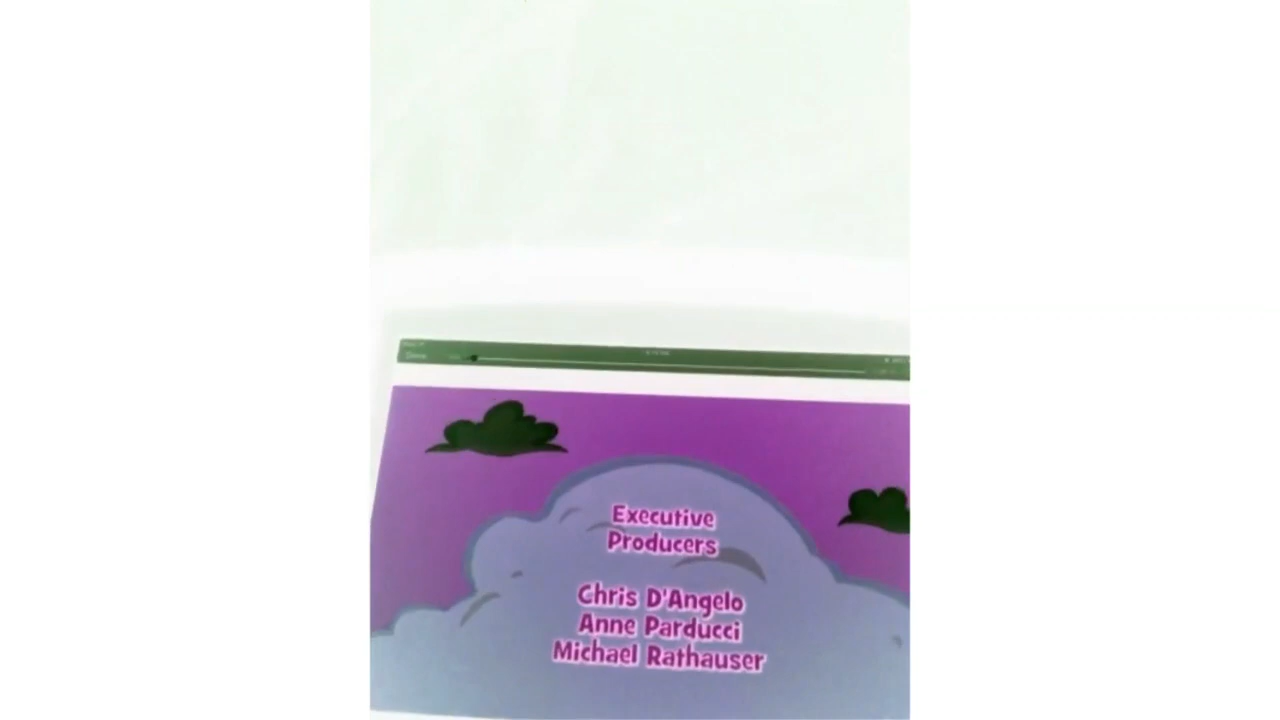 Executive
Producers
Chris D'Angelo
Anne Parducci
Michael Rathauser